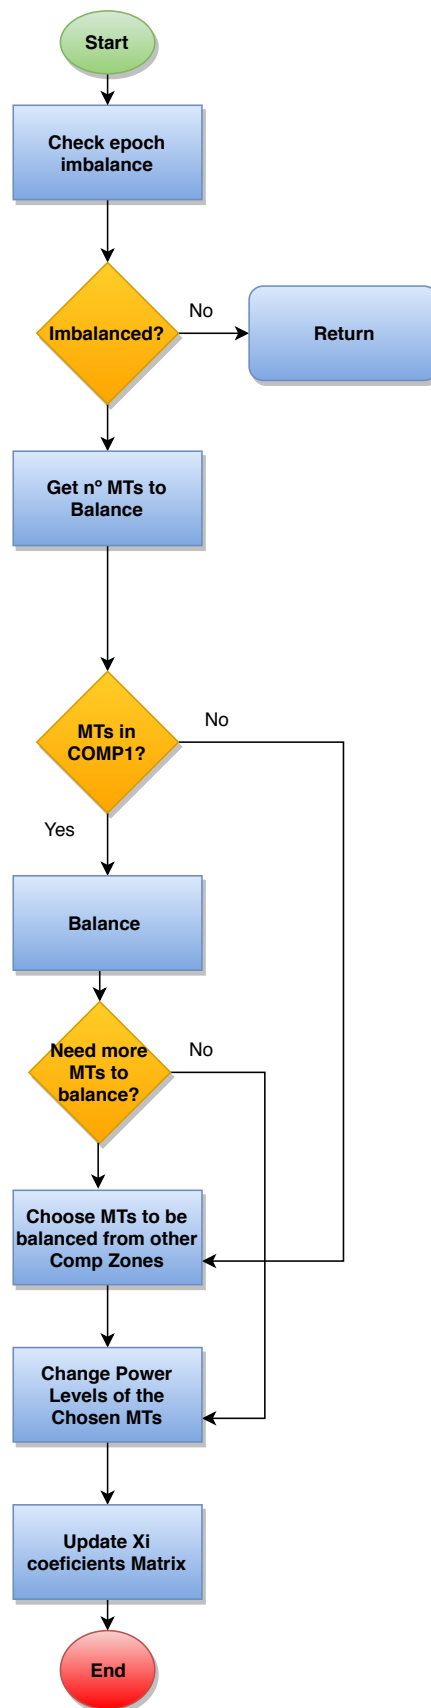 Start
Check epoch
imbalance
Imbalanced?
No
Return
Get nº MTs to
Balance
MTs in
COMP1?
No
Yes
Balance
Need more
MTs to
balance?
No
Choose MTs to be
balanced from other
Comp Zones
Change Power
Levels of the
Chosen MTs
Update Xi
coeficients Matrix
End